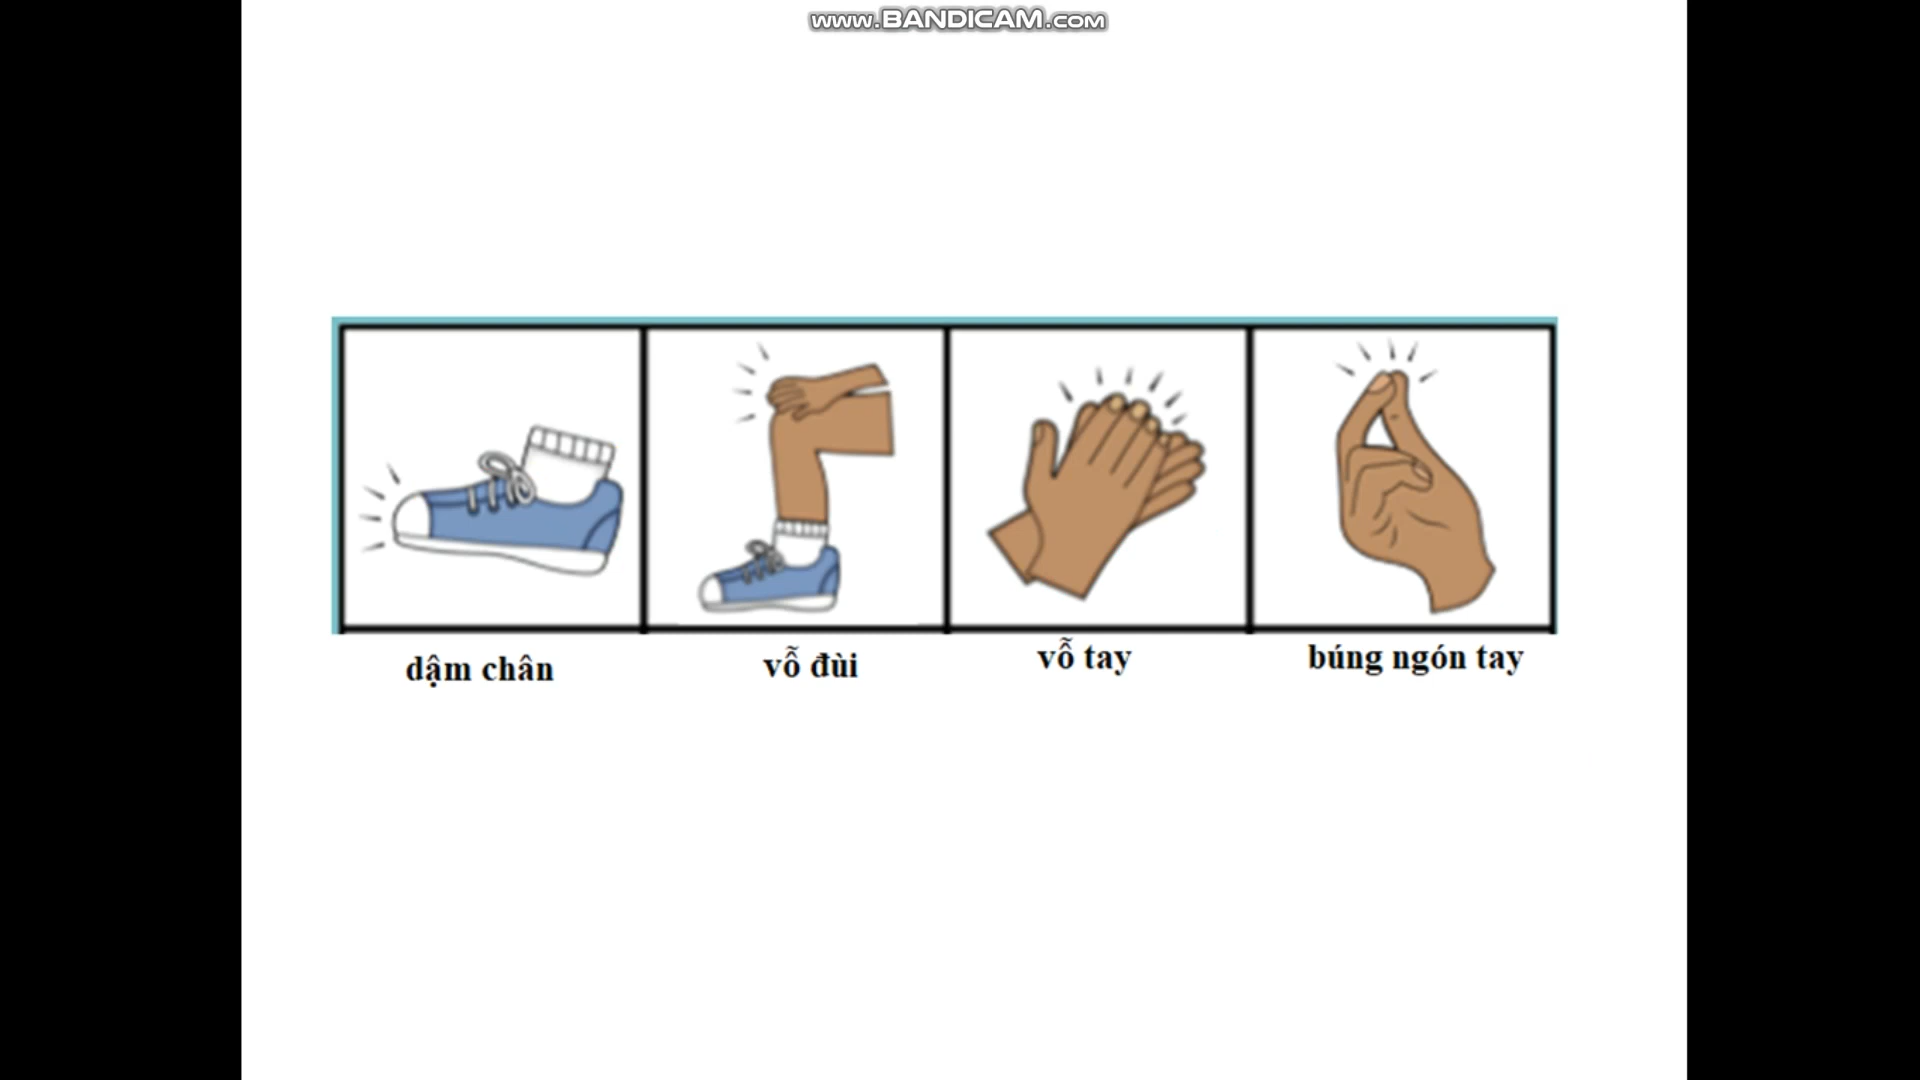 www.BANDICAM.com
dậm chân
vỗ đùi
vỗ tay
búng ngón tay